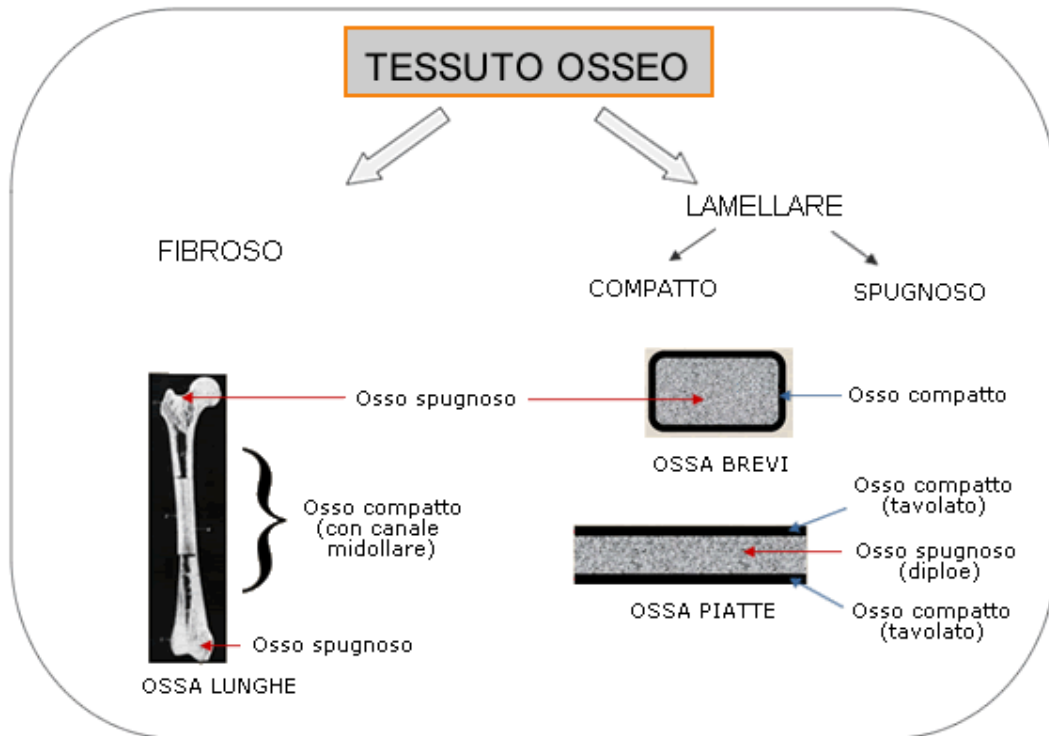 TESSUTO OSSEO
LAMELLARE
FIBROSO
COMPATTO
SPUGNOSO
Osso spugnoso
Osso compatto
OSSA BREVI
Osso compatto
(con canale
midollare)
Osso compatto
(tavolato)
Osso spugnoso
(diploe)
Osso compatto
(tavolato)
OSSA PIATTE
Osso spugnoso
OSSA LUNGHE